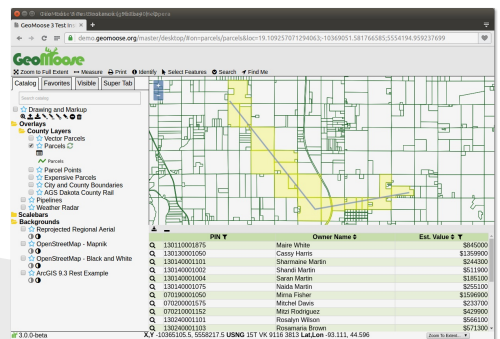 GeoMoose 3 Test Ins
demo.geomoose.org/master/desktop/#on=parcels/parcels&loc=19.109257071294063;-10369051.581766585;5554194.959237699
GeoMoose
Zoom to Full Extent Measure Print Identify Select Features Search Find Me
Catalog Favorites Visible Super Tab
Search catalog
Drawing and Markup
Overlays
County Layers
Vector Parcels
Parcels
Parcels
Parcel Points
Expensive Parcels
City and County Boundaries
AGS Dakota County Rail
Pipelines
Weather Radar
Scalebars
Backgrounds
Reprojected Regional Aerial
OpenStreetMap - Mapnik
OpenStreetMap - Black and White
ArcGIS 9.3 Rest Example
PIN Owner Name Est. Value
130110001875 Maire White $845000
130130001050 Cassy Harris $1359900
130140001101 Sharmaine Martin $244300
130140001002 Shandi Martin $511900
130140001004 Saran Martin $185100
130140001075 Naida Martin $255100
070190001050 Mirna Fisher $1596900
070200001575 Mitchel Davis $233700
070210001152 Mitzi Rodriguez $429900
130240001101 Rosalyn Wilson $566100
130240001103 Rosamaria Brown $571300
3.0.0-beta
X,Y -10365105.5, 5558217.5 USNG 15T VK 9116 3813 Lat,Lon -93.111, 44.596
Zoom To Extent...